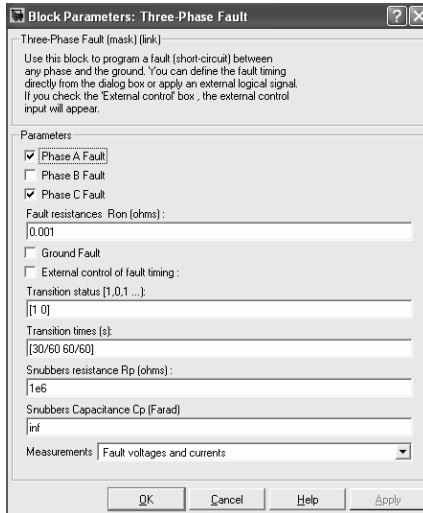 Block Parameters: Three-Phase Fault
Three-Phase Fault (mask) (link)
Use this block to program a fault (short-circuit) between
any phase and the ground. You can define the fault timing
directly from the dialog box or apply an external logical signal.
If you check the 'External control' box , the external control
input will appear.
Parameters
Phase A Fault
Phase B Fault
Phase C Fault
Fault resistances Ron (ohms) :
0.001
Ground Fault
External control of fault timing :
Transition status [1,0,1 ...):
[1 0]
Transition times (s):
[30/60 60/60]
Snubbers resistance Rp (ohms) :
1e6
Snubbers Capacitance Cp (Farad)
inf
Measurements Fault voltages and currents
OK Cancel Help Apply